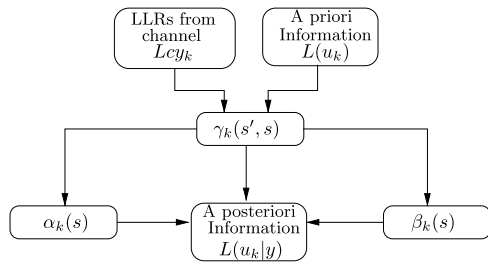 LLRs from
channel
Lcy_k
A priori
Information
L(u_k)
γ_k(s′, s)
α_k(s)
A posteriori
Information
L(u_k|y)
β_k(s)